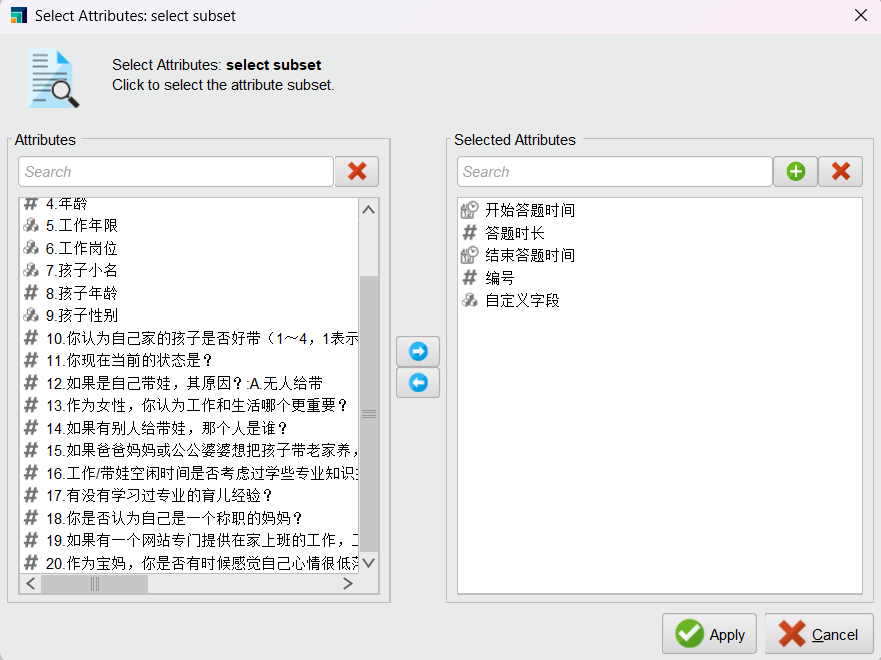 Select Attributes: select subset
Select Attributes: select subset
Click to select the attribute subset.
Attributes
Search
4.年龄
5.工作年限
6.工作岗位
7.孩子小名
8.孩子年龄
9.孩子性别
10.你认为自己家的孩子是否好带（1～4，1表示
11.你现在当前的状态是？
12.如果是自己带娃，其原因？:A.无人给带
13.作为女性，你认为工作和生活哪个更重要？
14.如果有别人给带娃，那个人是谁？
15.如果爸爸妈妈或公公婆婆想把孩子带老家养，
16.工作/带娃空闲时间是否考虑过学些专业知识
17.有没有学习过专业的育儿经验？
18.你是否认为自己是一个称职的妈妈？
19.如果有一个网站专门提供在家上班的工作，
20.作为宝妈，你是否有时候感觉自己心情很低
Selected Attributes
Search
开始答题时间
答题时长
结束答题时间
编号
自定义字段
Apply
Cancel